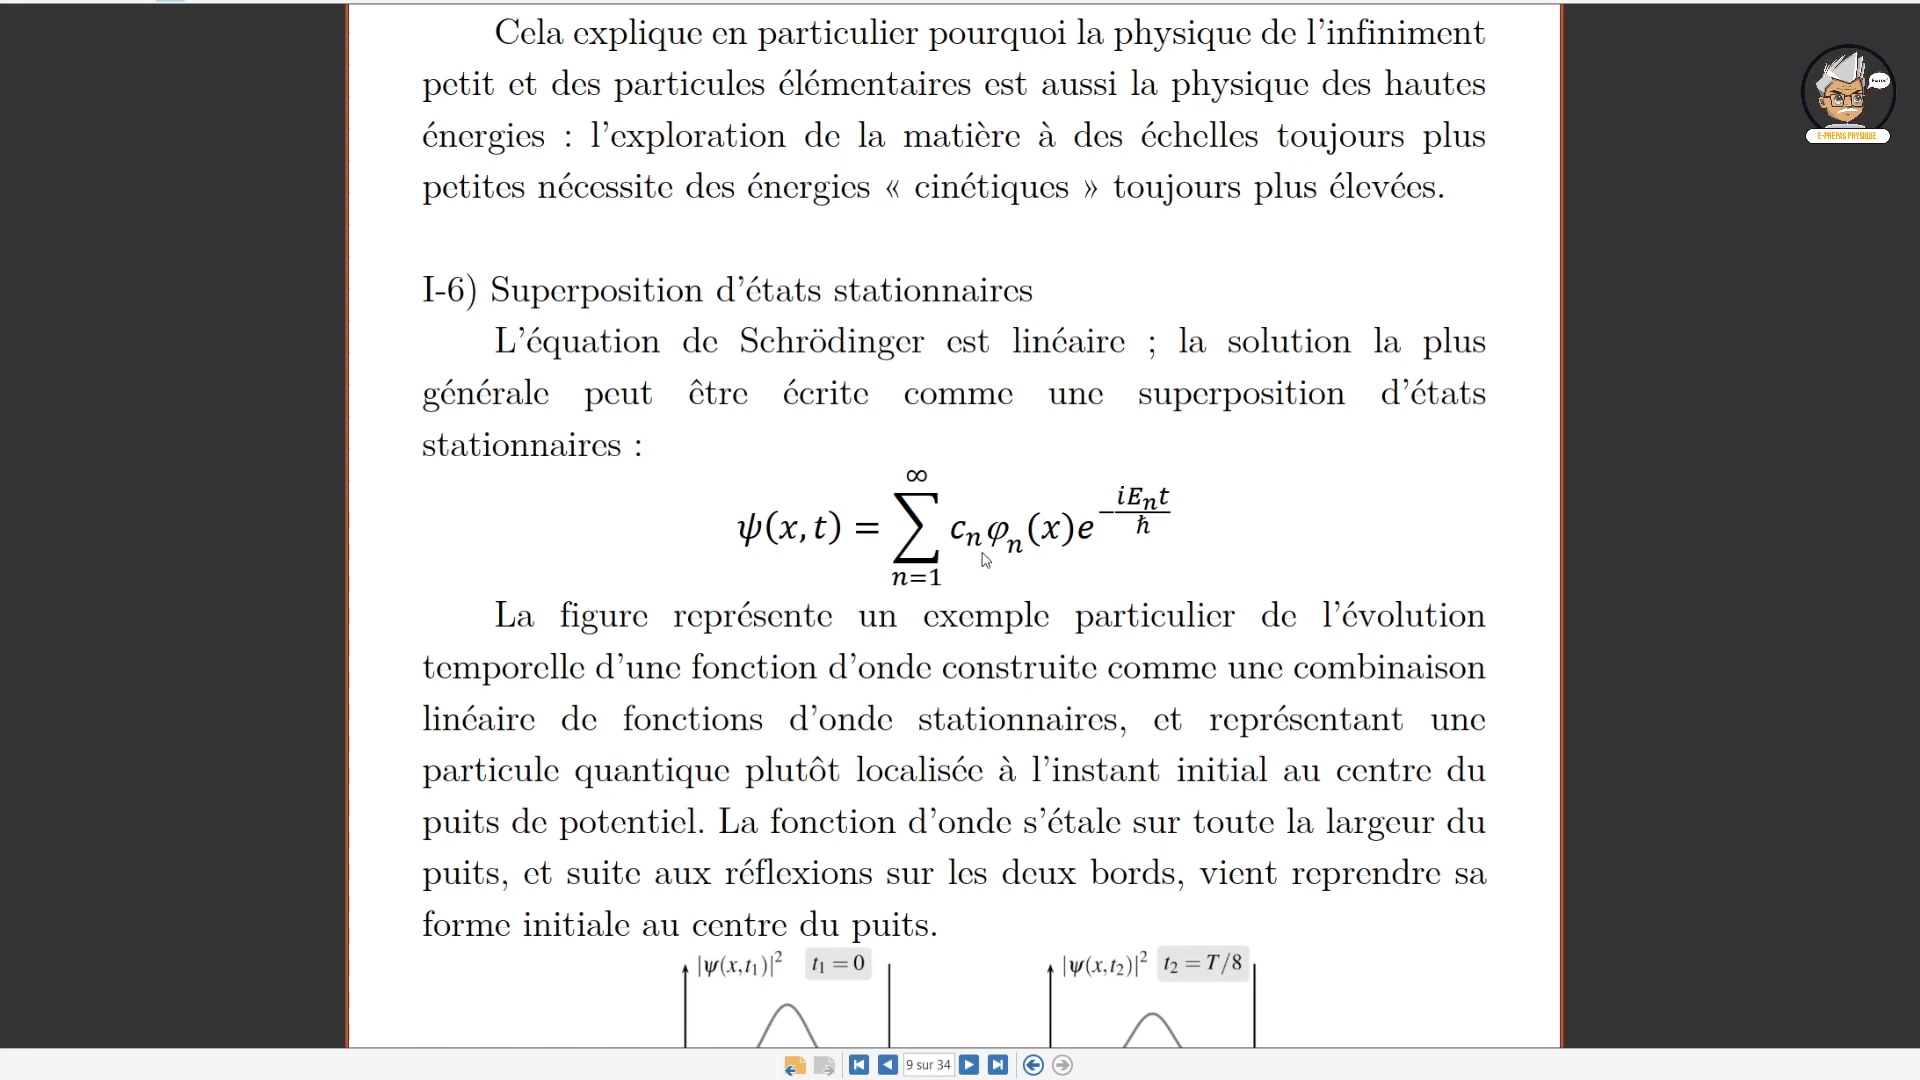 Cela explique en particulier pourquoi la physique de l'infiniment
petit et des particules élémentaires est aussi la physique des hautes
énergies : l'exploration de la matière à des échelles toujours plus
petites nécessite des énergies « cinétiques » toujours plus élevées.
I-6) Superposition d'états stationnaires
L'équation de Schrödinger est linéaire ; la solution la plus
générale peut être écrite comme une superposition d'états
stationnaires :
ψ(x, t) = ∑_{n=1}^{∞} c_n φ_n(x) e^{-\frac{iE_n t}{ℏ}}
La figure représente un exemple particulier de l'évolution
temporelle d'une fonction d'onde construite comme une combinaison
linéaire de fonctions d'onde stationnaires, et représentant une
particule quantique plutôt localisée à l'instant initial au centre du
puits de potentiel. La fonction d'onde s'étale sur toute la largeur du
puits, et suite aux réflexions sur les deux bords, vient reprendre sa
forme initiale au centre du puits.
|ψ(x,t₁)|² t₁ = 0 |ψ(x,t₂)|² t₂ = T/8
9 sur 34
E-PREPAS PHYSIQUE